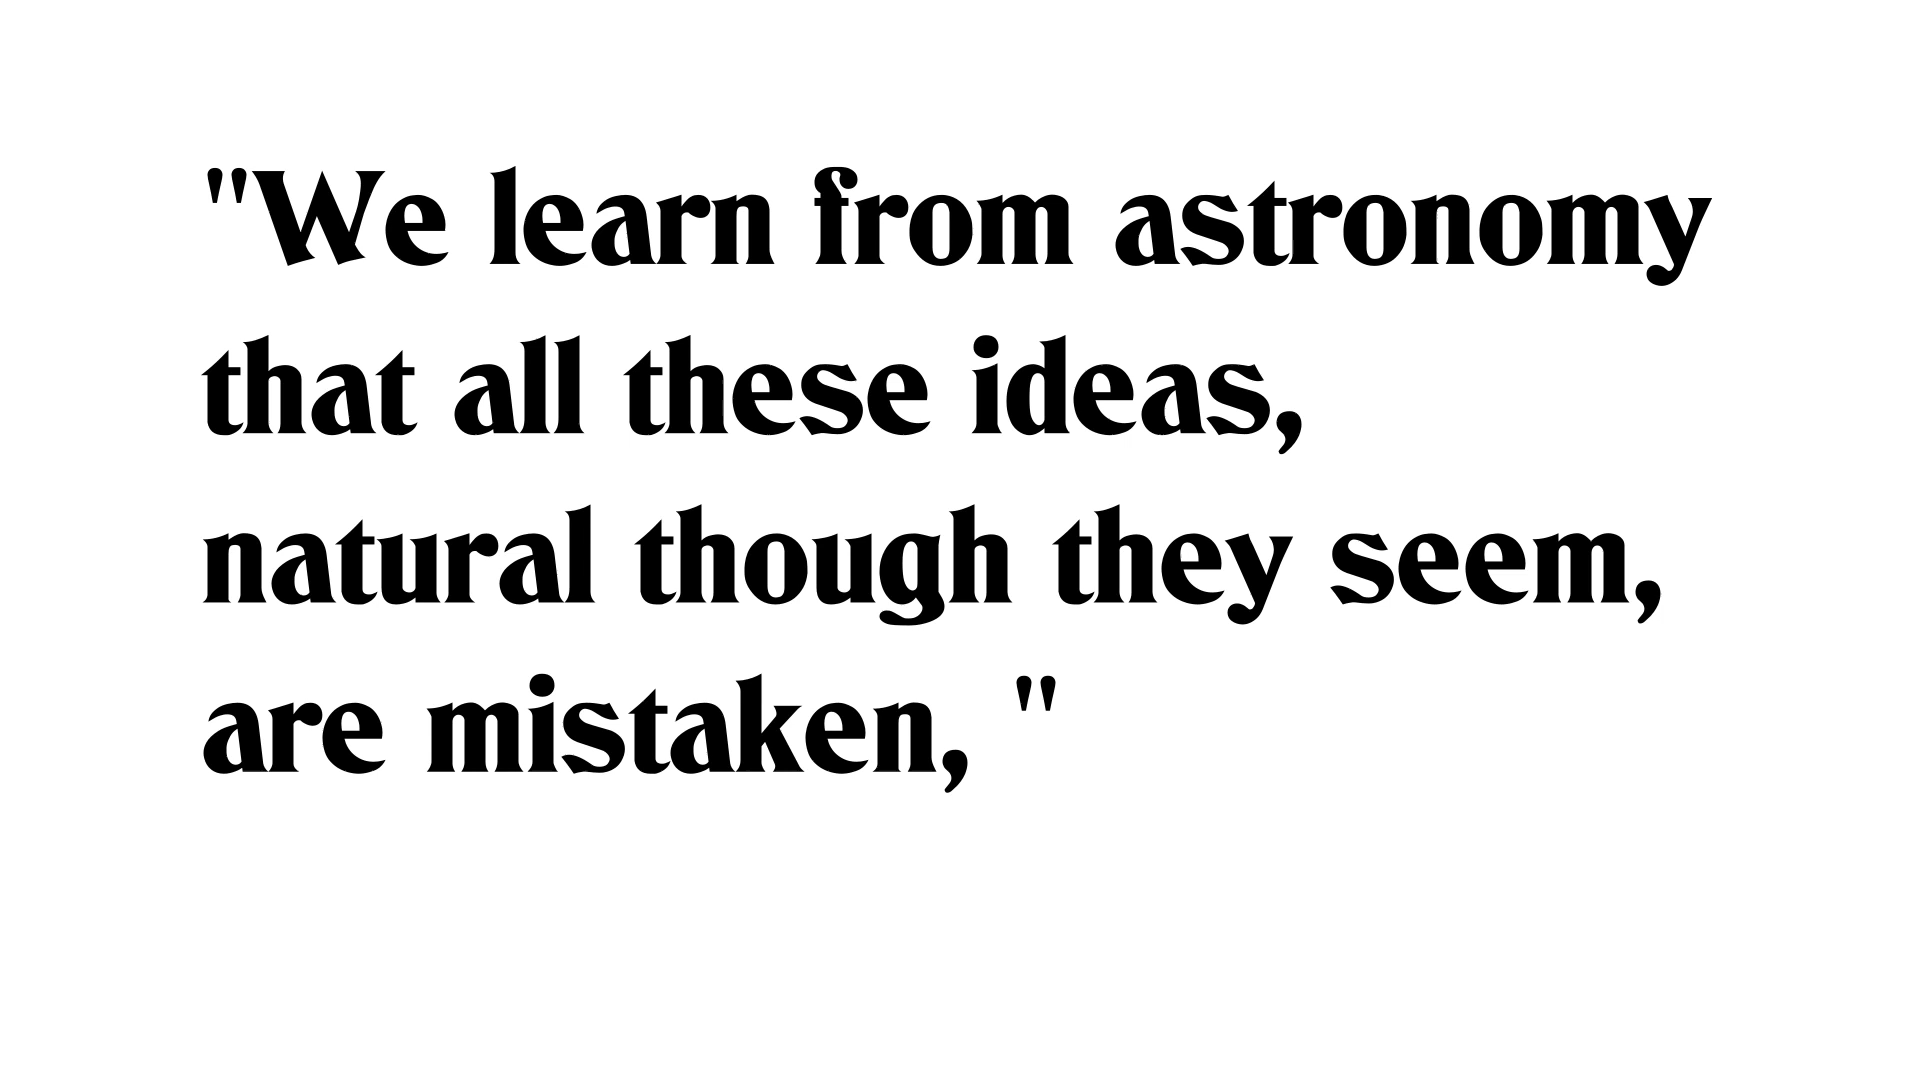 "We learn from astronomy
that all these ideas,
natural though they seem,
are mistaken, "